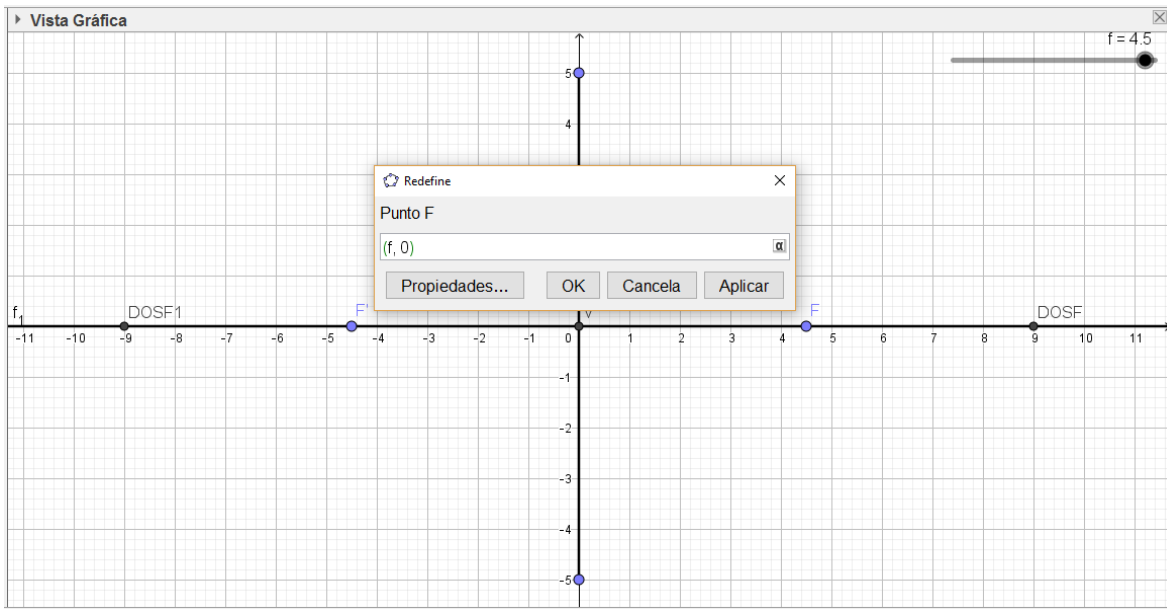 Vista Gráfica
f = 4.5
5
4
Redefine
Punto F
(f, 0)
α
Propiedades... OK Cancela Aplicar
f1 DOSF1 F' V F DOSF
-11 -10 -9 -8 -7 -6 -5 -4 -3 -2 -1 0 1 2 3 4 5 6 7 8 9 10 11
-1
-2
-3
-4
-5